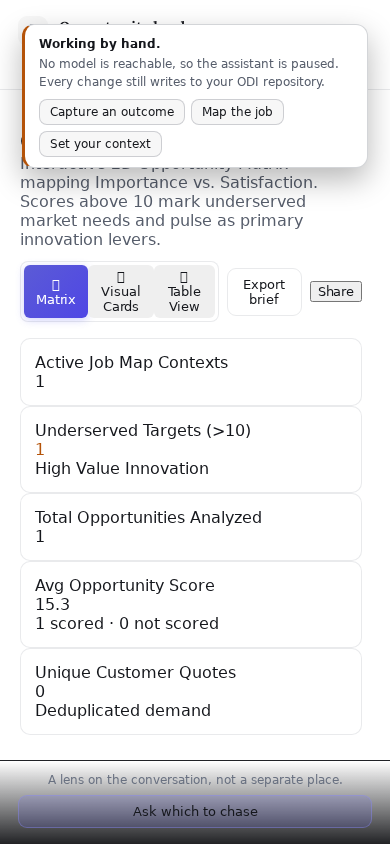 Working by hand.
No model is reachable, so the assistant is paused.
Every change still writes to your ODI repository.
Capture an outcome
Map the job
Set your context
mapping Importance vs. Satisfaction.
Scores above 10 mark underserved
market needs and pulse as primary
innovation levers.
Matrix
Visual
Cards
Table
View
Export
brief
Share
Active Job Map Contexts
1
Underserved Targets (>10)
1
High Value Innovation
Total Opportunities Analyzed
1
Avg Opportunity Score
15.3
1 scored · 0 not scored
Unique Customer Quotes
0
Deduplicated demand
A lens on the conversation, not a separate place.
Ask which to chase